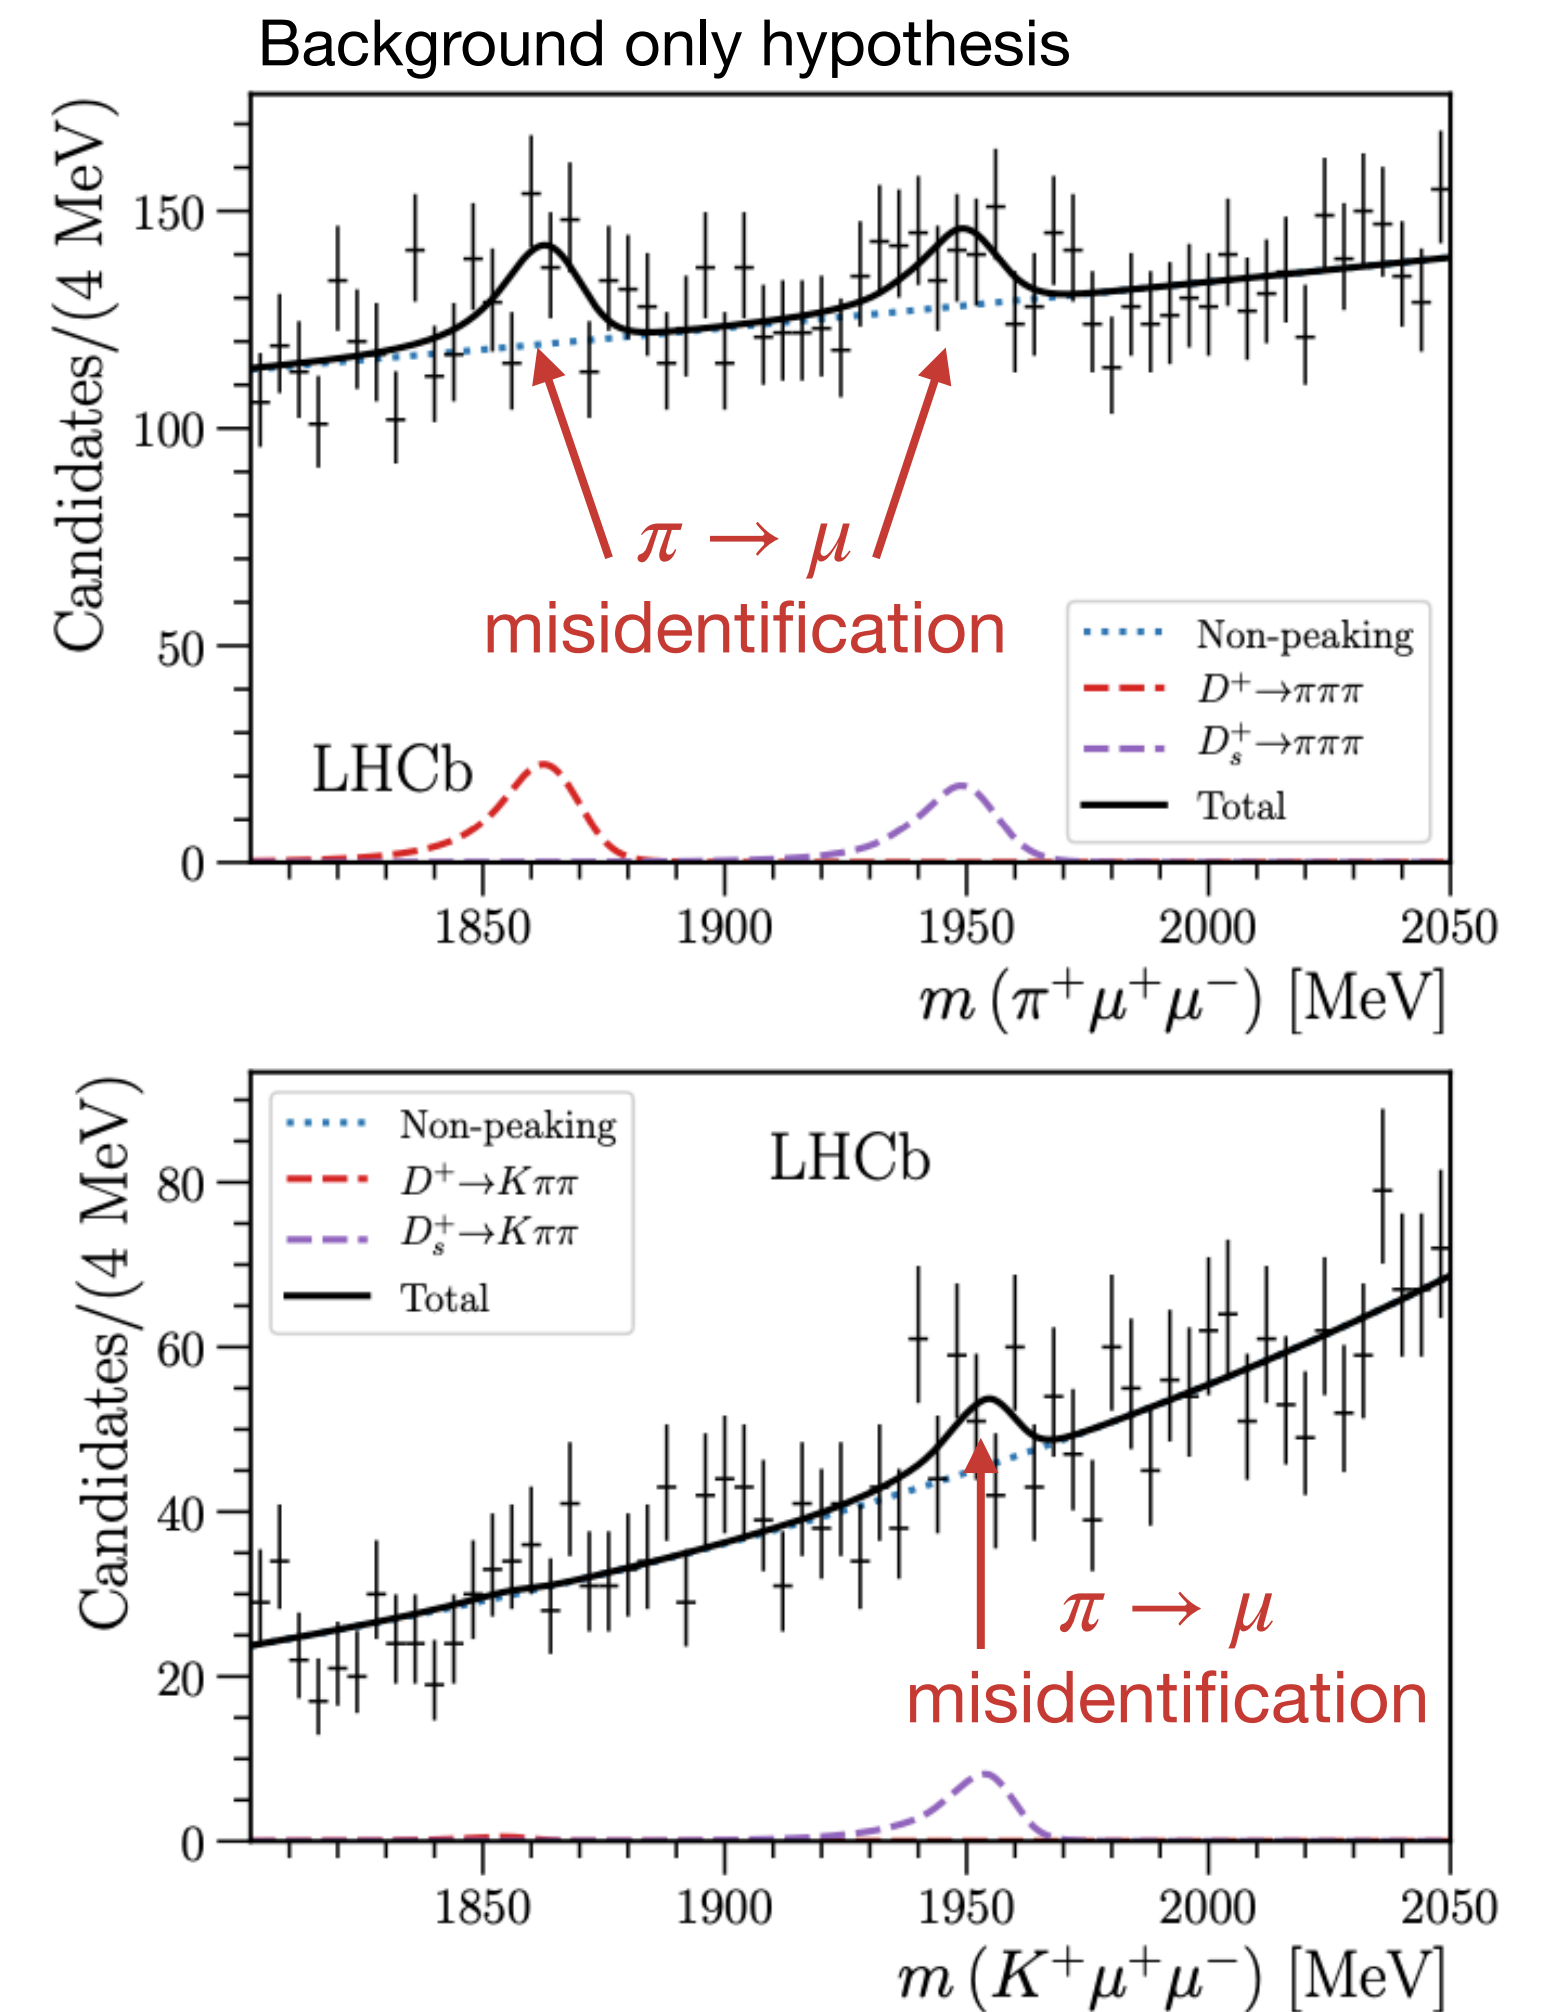 Background only hypothesis
Candidates/(4 MeV)
150
100
50
0
π → μ
misidentification
LHCb
Non-peaking
D⁺→πππ
Dₛ⁺→πππ
Total
1850 1900 1950 2000 2050
m (π⁺μ⁺μ⁻) [MeV]
Candidates/(4 MeV)
Non-peaking
D⁺→Kππ
Dₛ⁺→Kππ
Total
LHCb
80
60
40
20
0
π → μ
misidentification
1850 1900 1950 2000 2050
m (K⁺μ⁺μ⁻) [MeV]